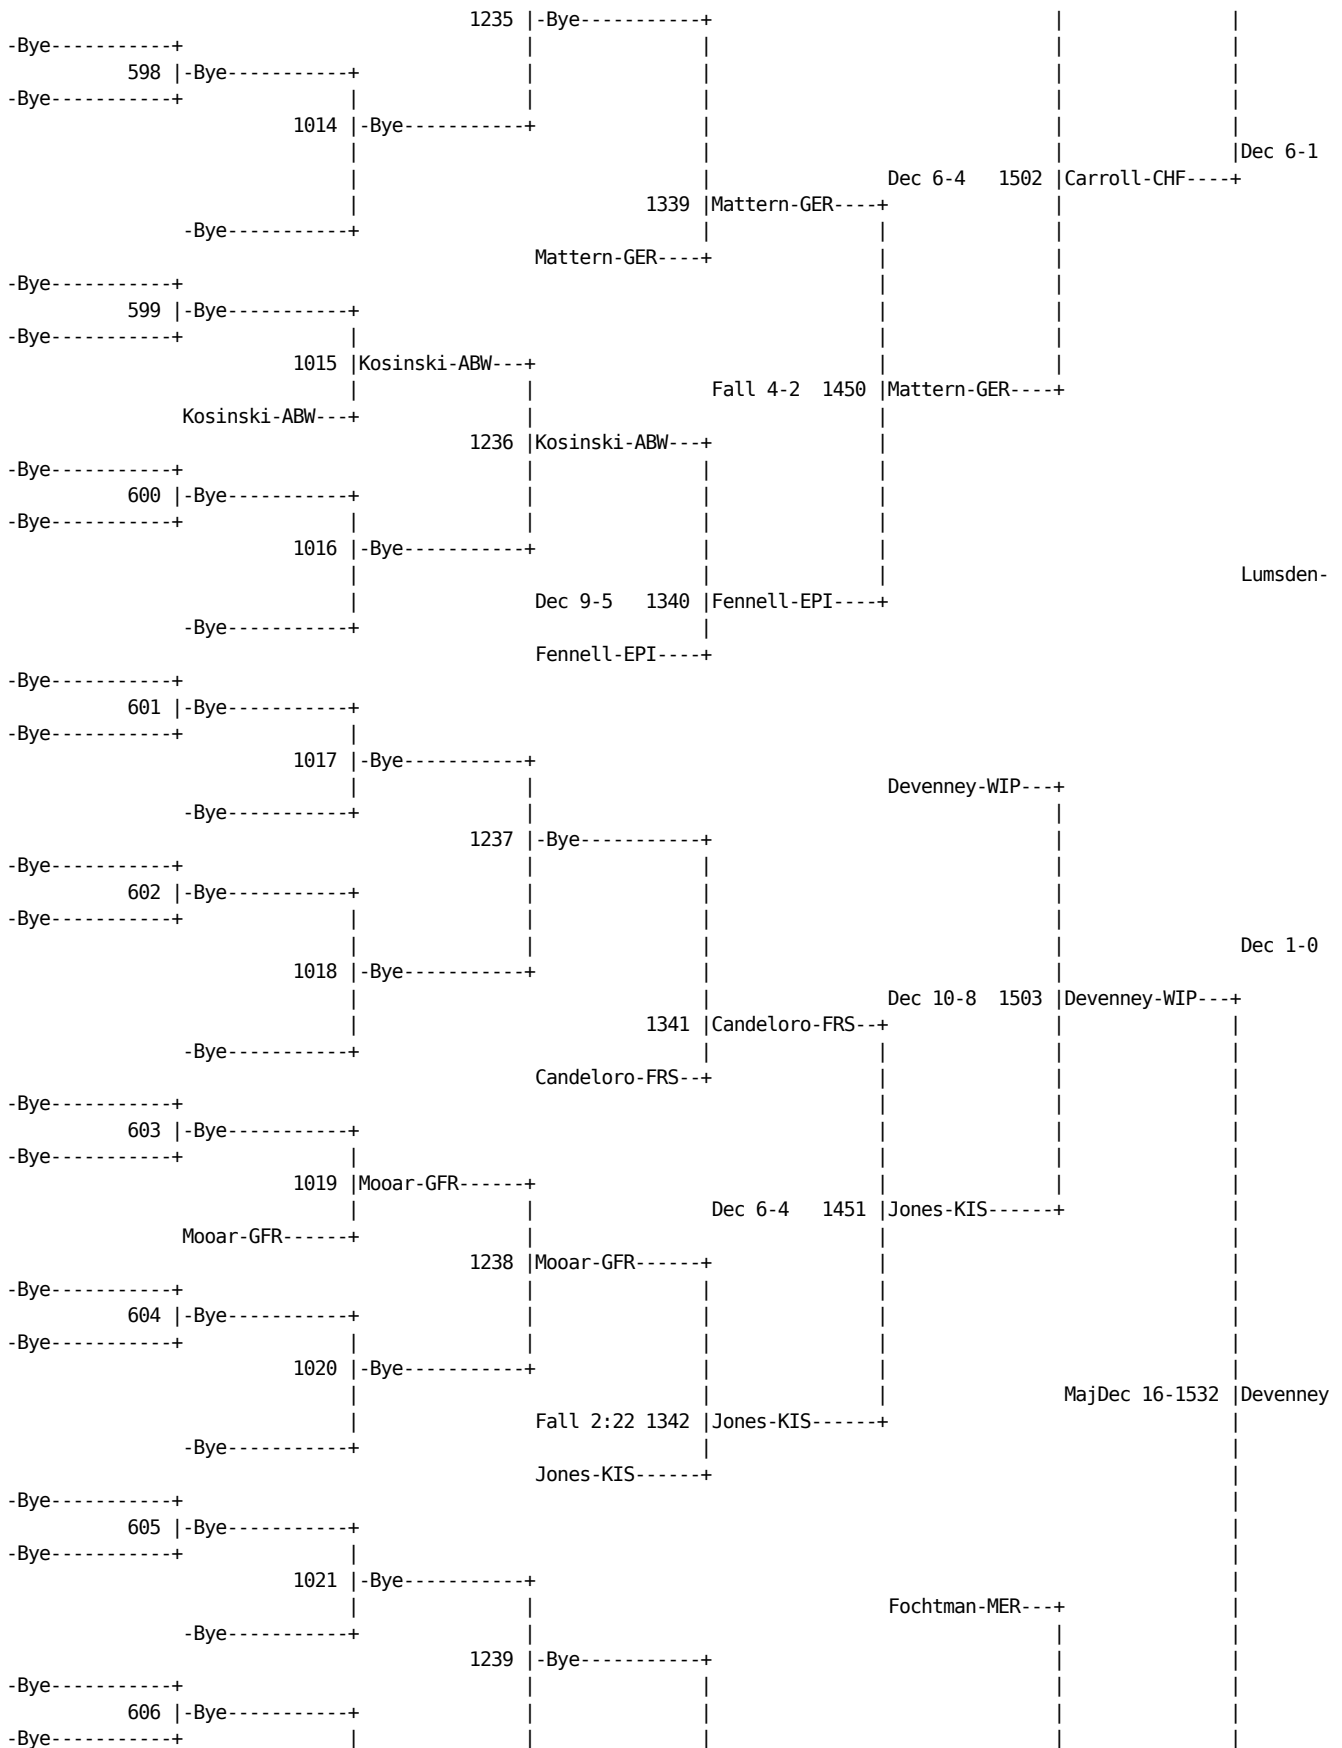 1235 |-Bye-----------+ | |
-Bye-----------+ | | | |
598 |-Bye-----------+ | | | |
-Bye-----------+ | | | | |
1014 |-Bye-----------+ | | |
| | | |Dec 6-1
| | Dec 6-4 1502 |Carroll-CHF----+
| 1339 |Mattern-GER----+ |
-Bye-----------+ | | |
Mattern-GER----+ | |
-Bye-----------+ | |
599 |-Bye-----------+ | |
-Bye-----------+ | | |
1015 |Kosinski-ABW---+ | |
| | Fall 4-2 1450 |Mattern-GER----+
Kosinski-ABW---+ | |
1236 |Kosinski-ABW---+ |
-Bye-----------+ | | |
600 |-Bye-----------+ | | |
-Bye-----------+ | | | |
1016 |-Bye-----------+ | |
| | | Lumsden-
| Dec 9-5 1340 |Fennell-EPI----+
-Bye-----------+ |
Fennell-EPI----+
-Bye-----------+
601 |-Bye-----------+
-Bye-----------+ |
1017 |-Bye-----------+
| | Devenney-WIP---+
-Bye-----------+ | |
1237 |-Bye-----------+ |
-Bye-----------+ | | |
602 |-Bye-----------+ | | |
-Bye-----------+ | | | |
| | | | Dec 1-0
1018 |-Bye-----------+ | |
| | Dec 10-8 1503 |Devenney-WIP---+
| 1341 |Candeloro-FRS--+ | |
-Bye-----------+ | | | |
Candeloro-FRS--+ | | |
-Bye-----------+ | | |
603 |-Bye-----------+ | | |
-Bye-----------+ | | | |
1019 |Mooar-GFR------+ | | |
| | Dec 6-4 1451 |Jones-KIS------+ |
Mooar-GFR------+ | | |
1238 |Mooar-GFR------+ | |
-Bye-----------+ | | | |
604 |-Bye-----------+ | | | |
-Bye-----------+ | | | | |
1020 |-Bye-----------+ | | |
| | | MajDec 16-1532 |Devenney
| Fall 2:22 1342 |Jones-KIS------+ |
-Bye-----------+ | |
Jones-KIS------+ |
-Bye-----------+ |
605 |-Bye-----------+ |
-Bye-----------+ | |
1021 |-Bye-----------+ |
| | Fochtman-MER---+ |
-Bye-----------+ | | |
1239 |-Bye-----------+ | |
-Bye-----------+ | | | |
606 |-Bye-----------+ | | | |
-Bye-----------+ | | | | |